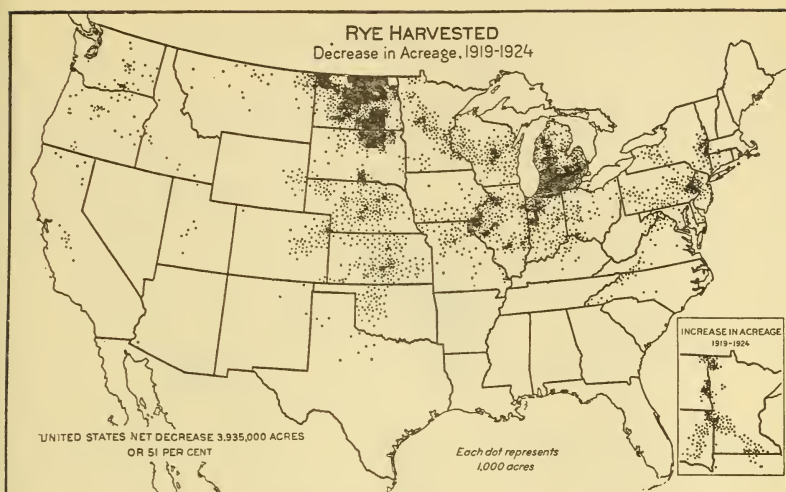 RYE HARVESTED
Decrease in Acreage, 1919-1924
INCREASE IN ACREAGE
1919-1924
UNITED STATES NET DECREASE 3,935,000 ACRES
OR 51 PER CENT
Each dot represents
1,000 acres